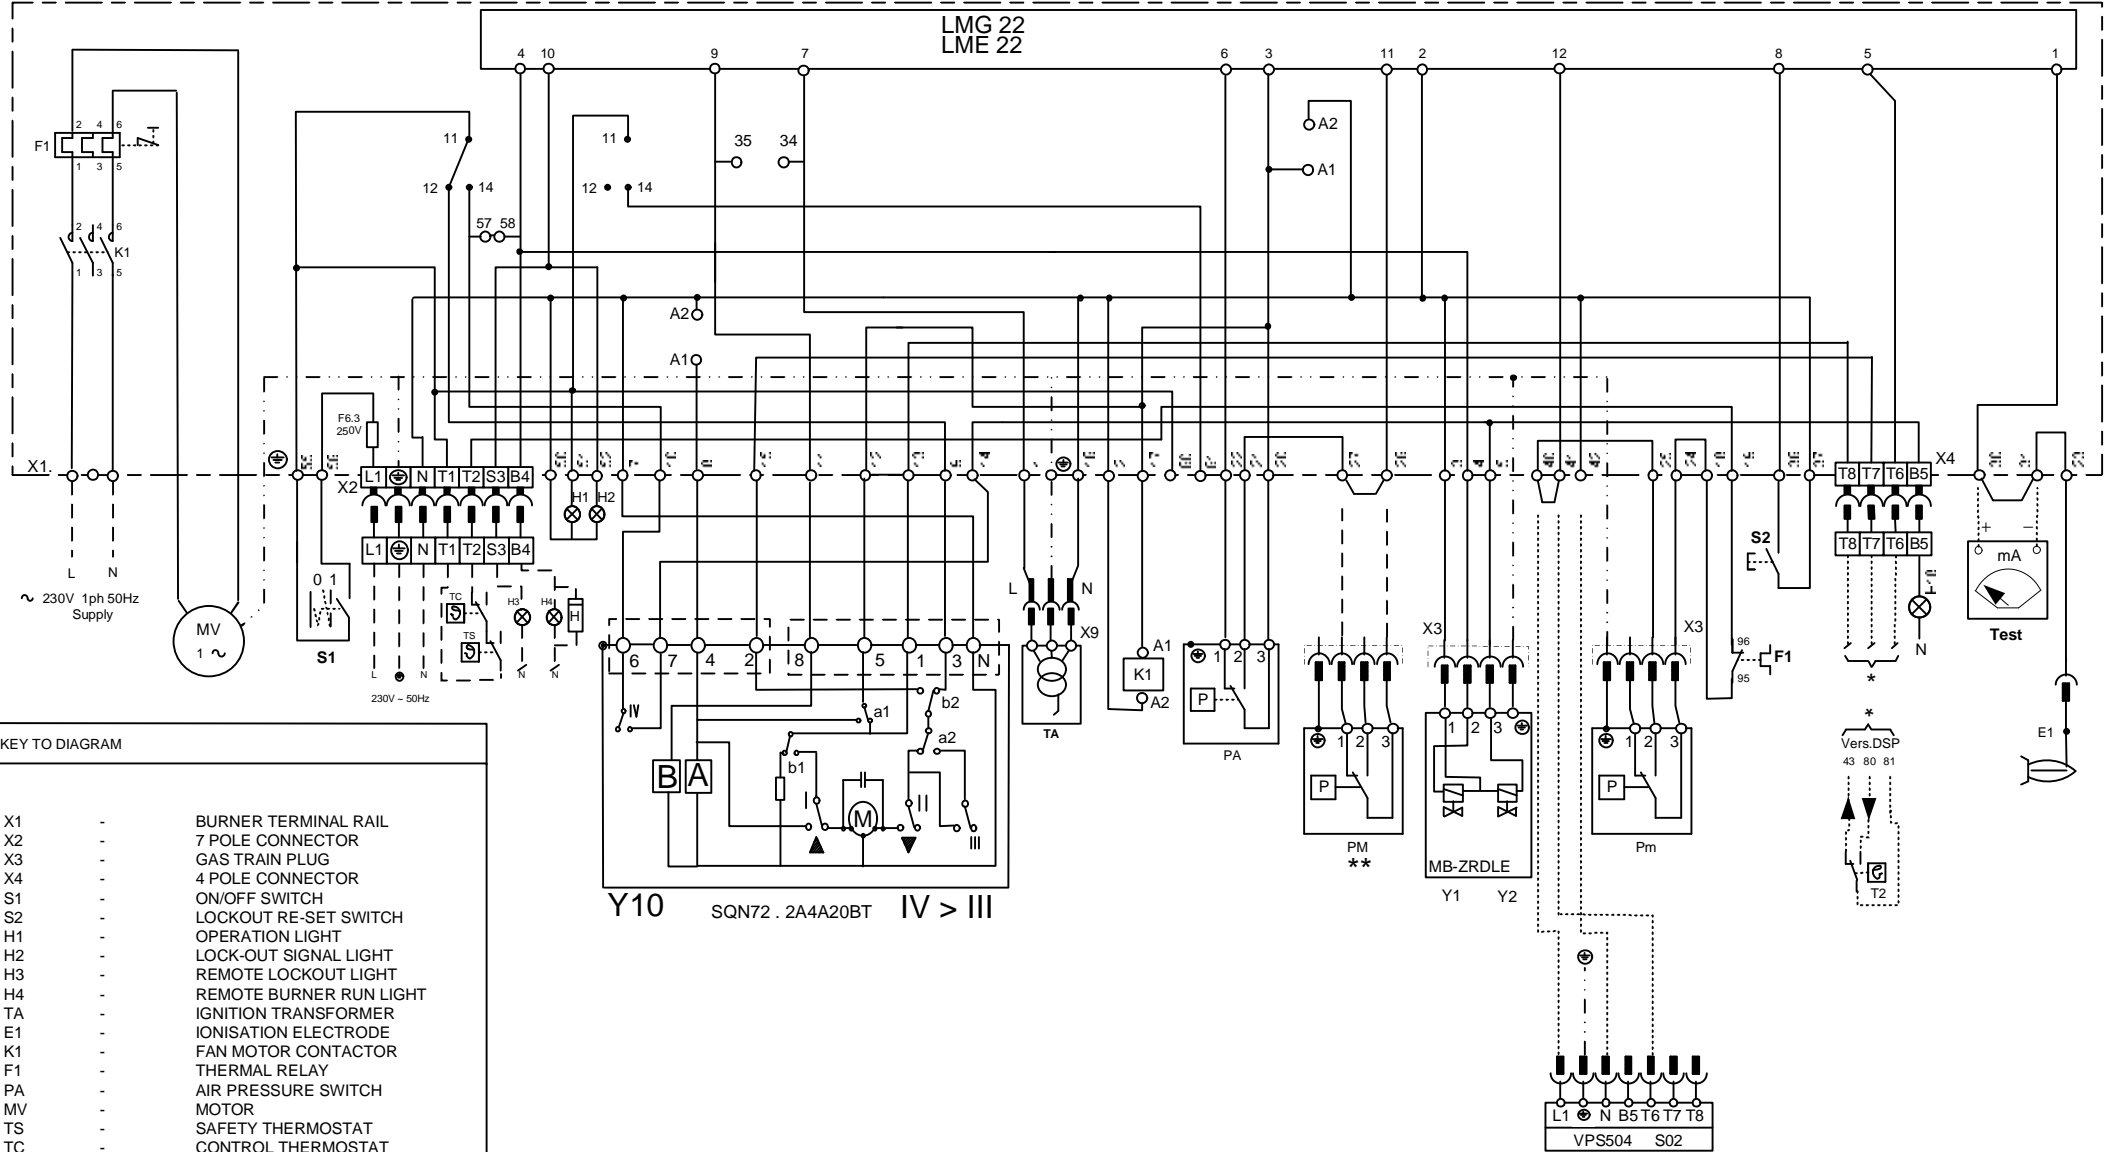 LMG 22
LME 22
4 10 9 7 6 3 11 2 12 8 5 1
2 4 6
F1
1 3 5
11
12 14
57 58
11
12 14
35 34
A2
A1
2 4 6
K1
1 3 5
A2
A1
F6.3
250V
X1.
X2
L1 N T1 T2 S3 B4
L1 N T1 T2 S3 B4
H1 H2
X4
T8 T7 T6 B5
T8 T7 T6 B5
L N
~ 230V 1ph 50Hz
Supply
MV
1 ~
0 1
S1
TC
TS
H3
H4
H
L N N N
230V ~ 50Hz
L N
X9
TA
6 7 4 2 8 5 1 3 N
IV
a1
b2
a2
b1
B A
I
M
II
III
Y10 SQN72 . 2A4A20BT IV > III
A1
K1
A2
1 2 3
P
PA
1 2 3
P
PM
**
X3
1 2 3
MB-ZRDLE
Y1 Y2
X3
1 2 3
P
Pm
96
F1
95
S2
N
*
*
Vers.DSP
43 80 81
T2
+ –
mA
Test
E1
L1 N B5 T6 T7 T8
VPS504 S02
KEY TO DIAGRAM
X1 - BURNER TERMINAL RAIL
X2 - 7 POLE CONNECTOR
X3 - GAS TRAIN PLUG
X4 - 4 POLE CONNECTOR
S1 - ON/OFF SWITCH
S2 - LOCKOUT RE-SET SWITCH
H1 - OPERATION LIGHT
H2 - LOCK-OUT SIGNAL LIGHT
H3 - REMOTE LOCKOUT LIGHT
H4 - REMOTE BURNER RUN LIGHT
TA - IGNITION TRANSFORMER
E1 - IONISATION ELECTRODE
K1 - FAN MOTOR CONTACTOR
F1 - THERMAL RELAY
PA - AIR PRESSURE SWITCH
MV - MOTOR
TS - SAFETY THERMOSTAT
TC - CONTROL THERMOSTAT